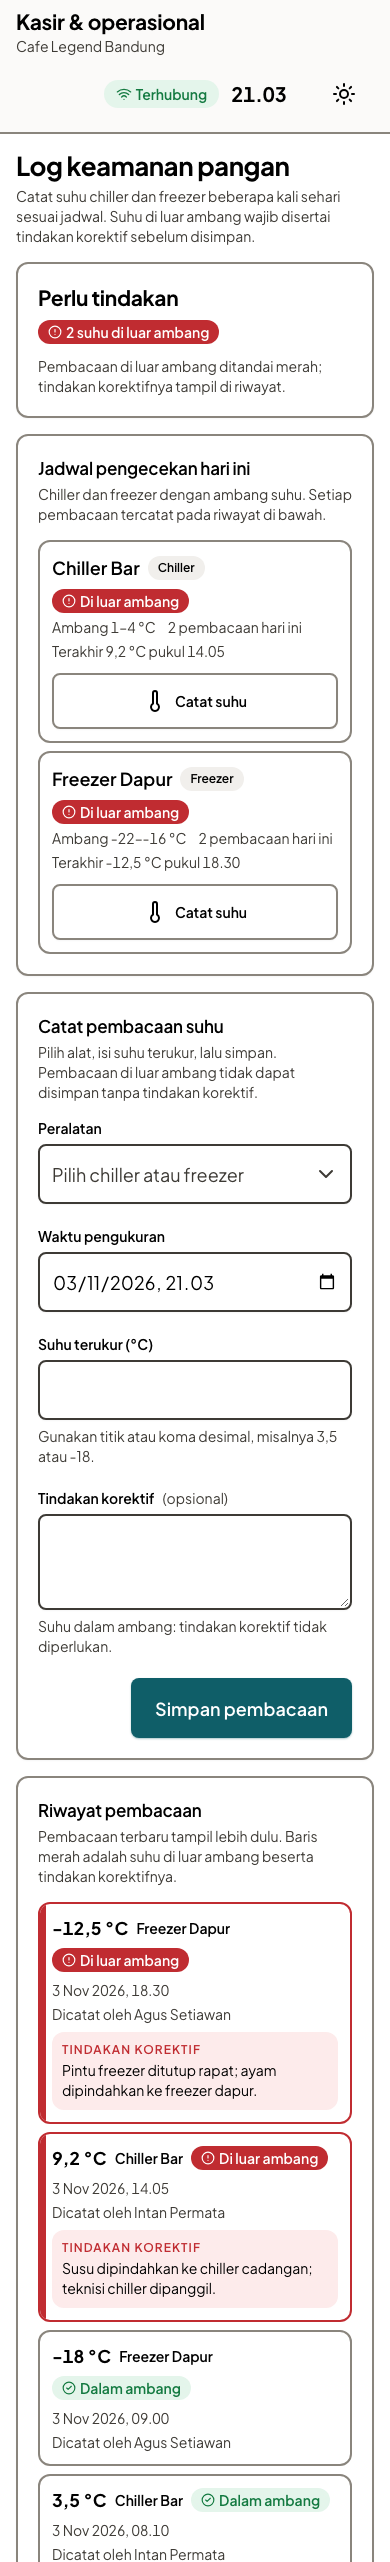 Kasir & operasional
Cafe Legend Bandung
Terhubung 21.03
Log keamanan pangan
Catat suhu chiller dan freezer beberapa kali sehari
sesuai jadwal. Suhu di luar ambang wajib disertai
tindakan korektif sebelum disimpan.
Perlu tindakan
2 suhu di luar ambang
Pembacaan di luar ambang ditandai merah;
tindakan korektifnya tampil di riwayat.
Jadwal pengecekan hari ini
Chiller dan freezer dengan ambang suhu. Setiap
pembacaan tercatat pada riwayat di bawah.
Chiller Bar Chiller
Di luar ambang
Ambang 1–4 °C 2 pembacaan hari ini
Terakhir 9,2 °C pukul 14.05
Catat suhu
Freezer Dapur Freezer
Di luar ambang
Ambang -22–-16 °C 2 pembacaan hari ini
Terakhir -12,5 °C pukul 18.30
Catat suhu
Catat pembacaan suhu
Pilih alat, isi suhu terukur, lalu simpan.
Pembacaan di luar ambang tidak dapat
disimpan tanpa tindakan korektif.
Peralatan
Pilih chiller atau freezer
Waktu pengukuran
03/11/2026, 21.03
Suhu terukur (°C)
Gunakan titik atau koma desimal, misalnya 3,5
atau -18.
Tindakan korektif (opsional)
Suhu dalam ambang: tindakan korektif tidak
diperlukan.
Simpan pembacaan
Riwayat pembacaan
Pembacaan terbaru tampil lebih dulu. Baris
merah adalah suhu di luar ambang beserta
tindakan korektifnya.
-12,5 °C Freezer Dapur
Di luar ambang
3 Nov 2026, 18.30
Dicatat oleh Agus Setiawan
TINDAKAN KOREKTIF
Pintu freezer ditutup rapat; ayam
dipindahkan ke freezer dapur.
9,2 °C Chiller Bar Di luar ambang
3 Nov 2026, 14.05
Dicatat oleh Intan Permata
TINDAKAN KOREKTIF
Susu dipindahkan ke chiller cadangan;
teknisi chiller dipanggil.
-18 °C Freezer Dapur
Dalam ambang
3 Nov 2026, 09.00
Dicatat oleh Agus Setiawan
3,5 °C Chiller Bar Dalam ambang
3 Nov 2026, 08.10
Dicatat oleh Intan Permata